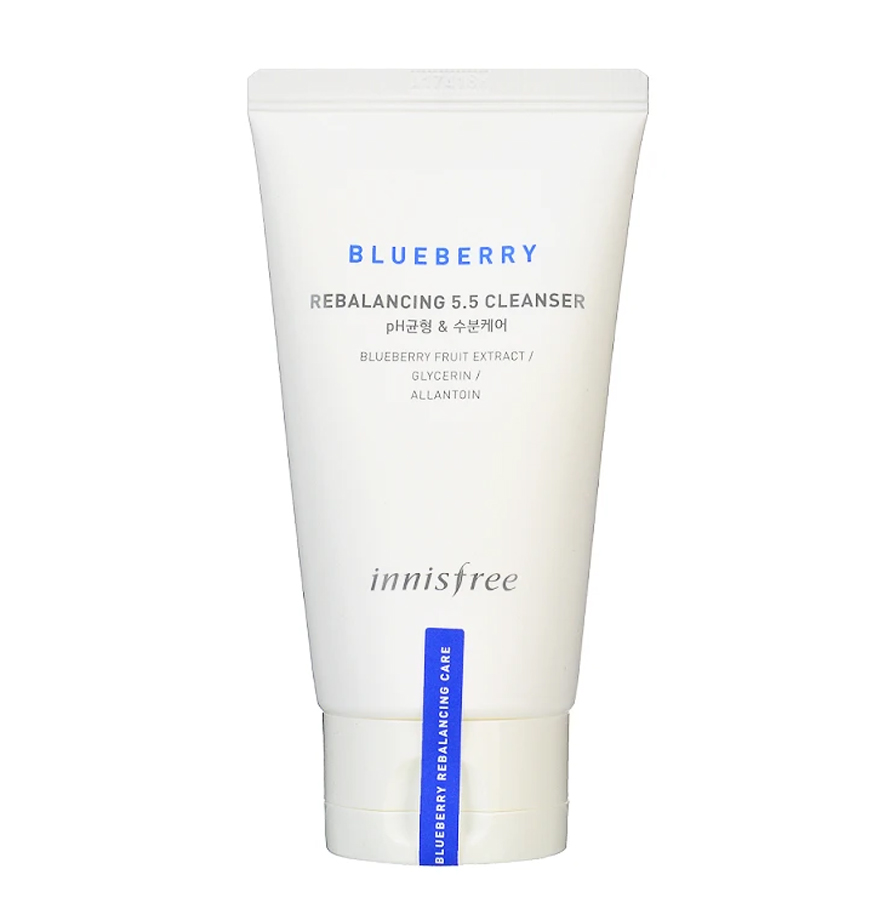 BLUEBERRY
REBALANCING 5.5 CLEANSER
pH균형 & 수분케어
BLUEBERRY FRUIT EXTRACT /
GLYCERIN /
ALLANTOIN
innisfree
BLUEBERRY REBALANCING CARE